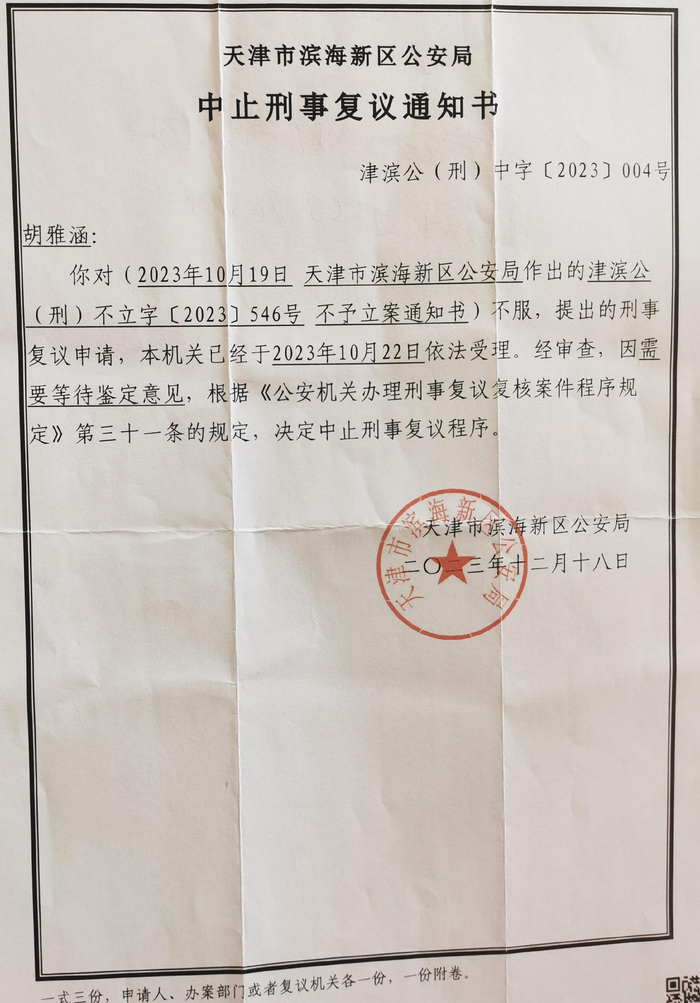 天津市滨海新区公安局
中止刑事复议通知书
津滨公（刑）中字〔2023〕004号
胡雅涵：
你对（2023年10月19日 天津市滨海新区公安局作出的津滨公
（刑）不立字〔2023〕546号 不予立案通知书）不服，提出的刑事
复议申请，本机关已经于2023年10月22日依法受理。经审查，因需
要等待鉴定意见，根据《公安机关办理刑事复议复核案件程序规
定》第三十一条的规定，决定中止刑事复议程序。
天津市滨海新区公安局
二〇二三年十二月十八日
天津市滨海新区公安局
一式三份，申请人、办案部门或者复议机关各一份，一份附卷。